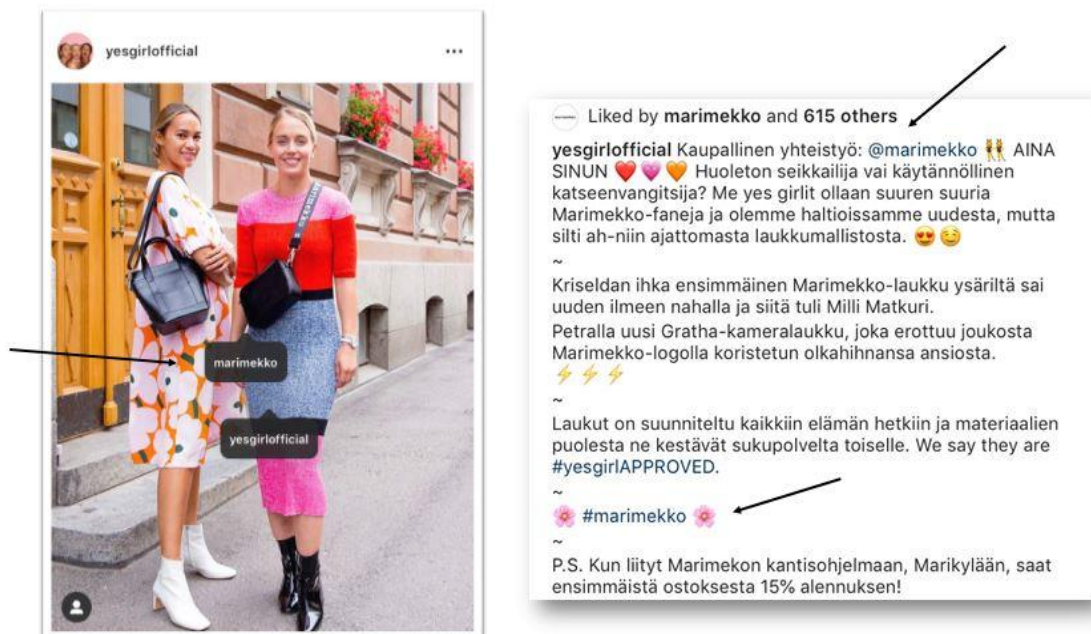 yesgirlofficial
marimekko
yesgirlofficial
Liked by marimekko and 615 others
yesgirlofficial Kaupallinen yhteistyö: @marimekko 👯 AINA
SINUN ❤️💗🧡 Huoleton seikkailija vai käytännöllinen
katseenvangitsija? Me yes girlit ollaan suuren suuria
Marimekko-faneja ja olemme haltioissamme uudesta, mutta
silti ah-niin ajattomasta laukkumallistosta. 😍☺️
~
Kriseldan ihka ensimmäinen Marimekko-laukku ysäriltä sai
uuden ilmeen nahalla ja siitä tuli Milli Matkuri.
Petralla uusi Gratha-kameralaukku, joka erottuu joukosta
Marimekko-logolla koristetun olkahihnansa ansiosta.
⚡⚡⚡
~
Laukut on suunniteltu kaikkiin elämän hetkiin ja materiaalien
puolesta ne kestävät sukupolvelta toiselle. We say they are
#yesgirlAPPROVED.
~
🌸 #marimekko 🌸
~
P.S. Kun liityt Marimekon kantisohjelmaan, Marikylään, saat
ensimmäistä ostoksesta 15% alennuksen!